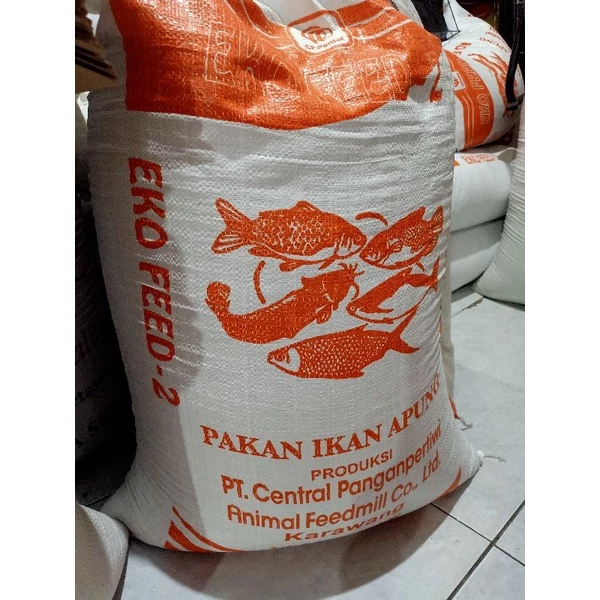 EKO FEED-2
PAKAN IKAN APUNG
PRODUKSI
PT. Central Panganpertiwi
Animal Feedmill Co., Ltd.
Karawang